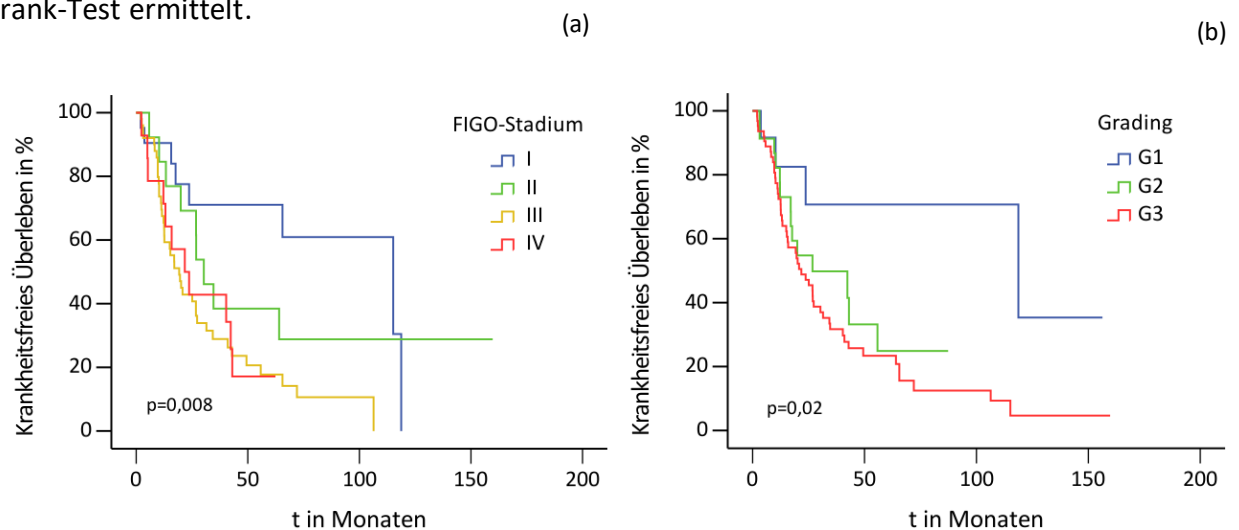 rank-Test ermittelt.
(a)
(b)
Krankheitsfreies Überleben in %
100
80
60
40
20
0
FIGO-Stadium
I
II
III
IV
p=0,008
0 50 100 150 200
t in Monaten
Krankheitsfreies Überleben in %
100
80
60
40
20
0
Grading
G1
G2
G3
p=0,02
0 50 100 150 200
t in Monaten